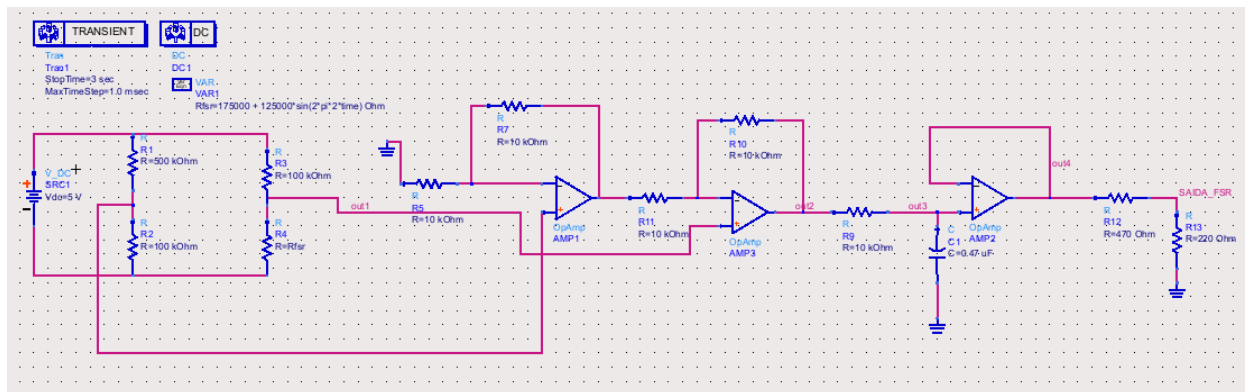 TRANSIENT
DC
Tran
Tran1
StopTime=3 sec
MaxTimeStep=1.0 msec
DC
DC1
VAR
VAR1
Rfsr=175000 + 125000*sin(2*pi*2*time) Ohm
V_DC
SRC1
Vdc=5 V
R
R1
R=500 kOhm
R
R2
R=100 kOhm
R
R3
R=100 kOhm
R
R4
R=Rfsr
out1
R
R5
R=10 kOhm
R
R7
R=10 kOhm
OpAmp
AMP1
R
R11
R=10 kOhm
R
R10
R=10 kOhm
OpAmp
AMP3
out2
R
R9
R=10 kOhm
out3
C
C1
C=0.47 uF
OpAmp
AMP2
out4
R
R12
R=470 Ohm
SAIDA_FSR
R
R13
R=220 Ohm